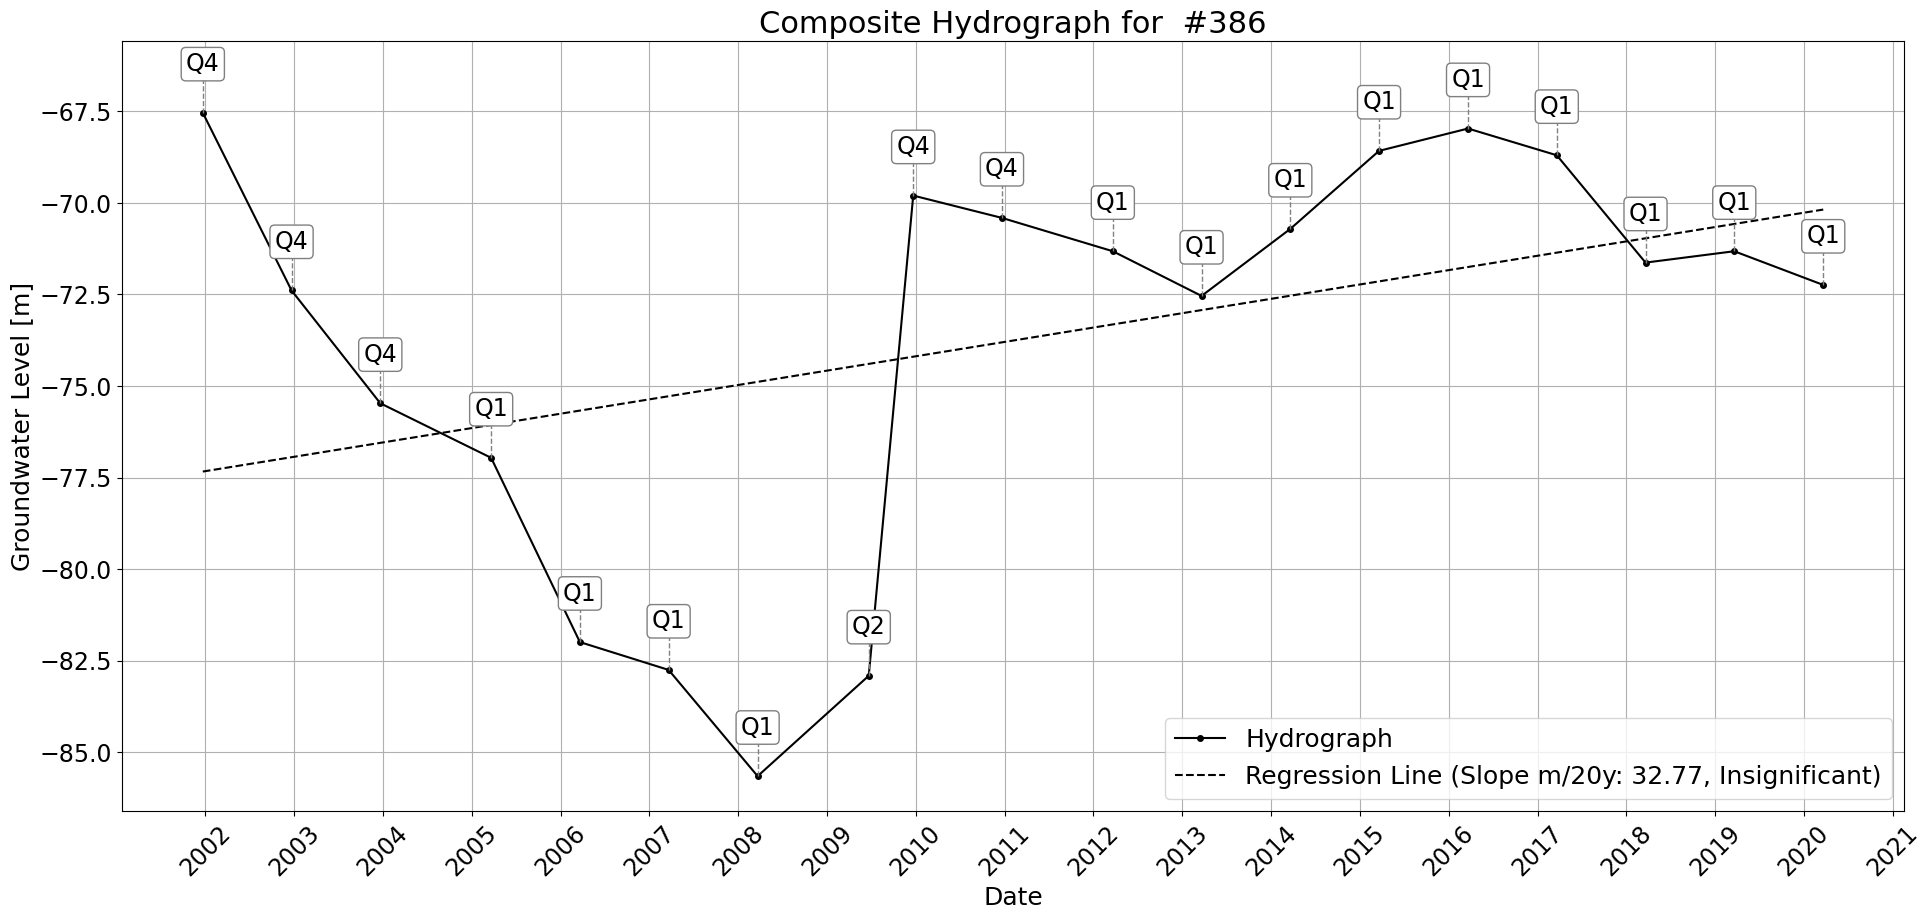 Composite Hydrograph for  #386
Groundwater Level [m]
−67.5
−70.0
−72.5
−75.0
−77.5
−80.0
−82.5
−85.0
Q4
Q4
Q4
Q1
Q1
Q1
Q1
Q2
Q4
Q4
Q1
Q1
Q1
Q1
Q1
Q1
Q1
Q1
Q1
Hydrograph
Regression Line (Slope m/20y: 32.77, Insignificant)
2002
2003
2004
2005
2006
2007
2008
2009
2010
2011
2012
2013
2014
2015
2016
2017
2018
2019
2020
2021
Date